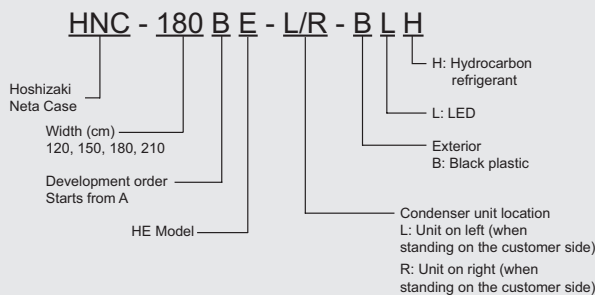 HNC - 180 B E - L/R - B L H
Hoshizaki
Neta Case
Width (cm)
120, 150, 180, 210
Development order
Starts from A
HE Model
H: Hydrocarbon
refrigerant
L: LED
Exterior
B: Black plastic
Condenser unit location
L: Unit on left (when
standing on the customer side)
R: Unit on right (when
standing on the customer side)